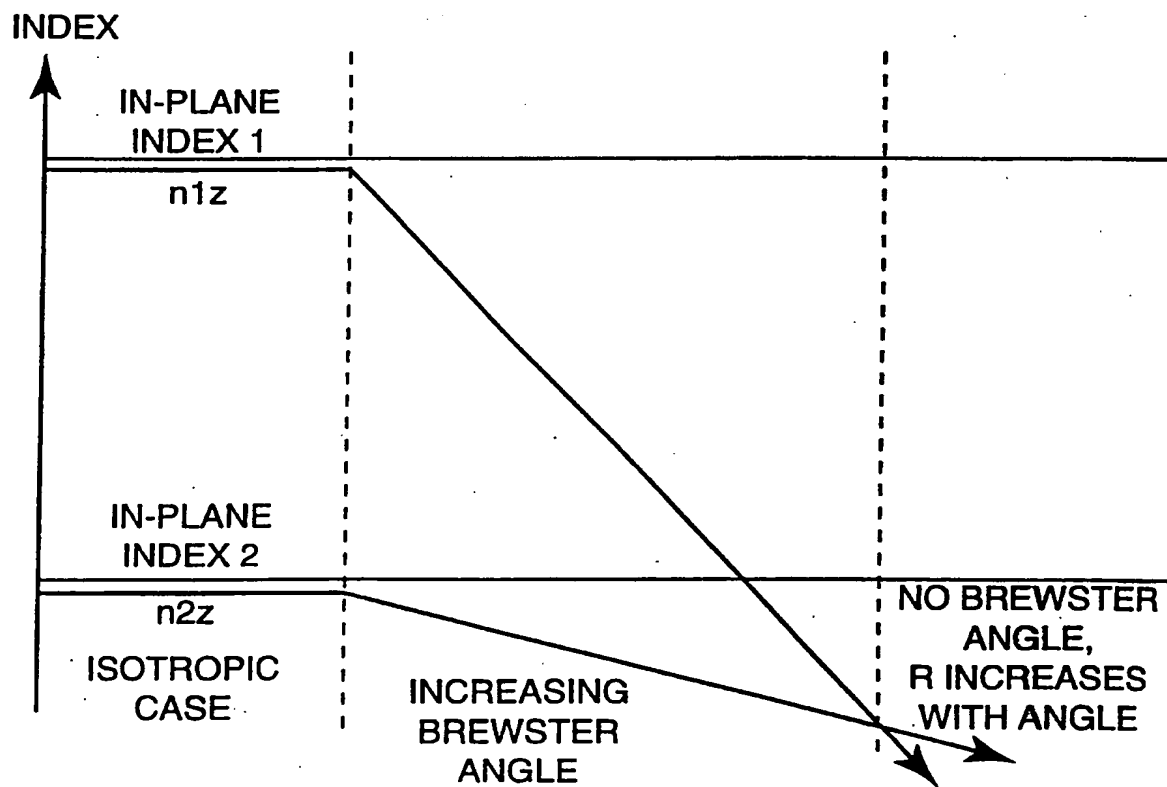 INDEX
IN-PLANE
INDEX 1
n1z
IN-PLANE
INDEX 2
n2z
ISOTROPIC
CASE
INCREASING
BREWSTER
ANGLE
NO BREWSTER
ANGLE,
R INCREASES
WITH ANGLE